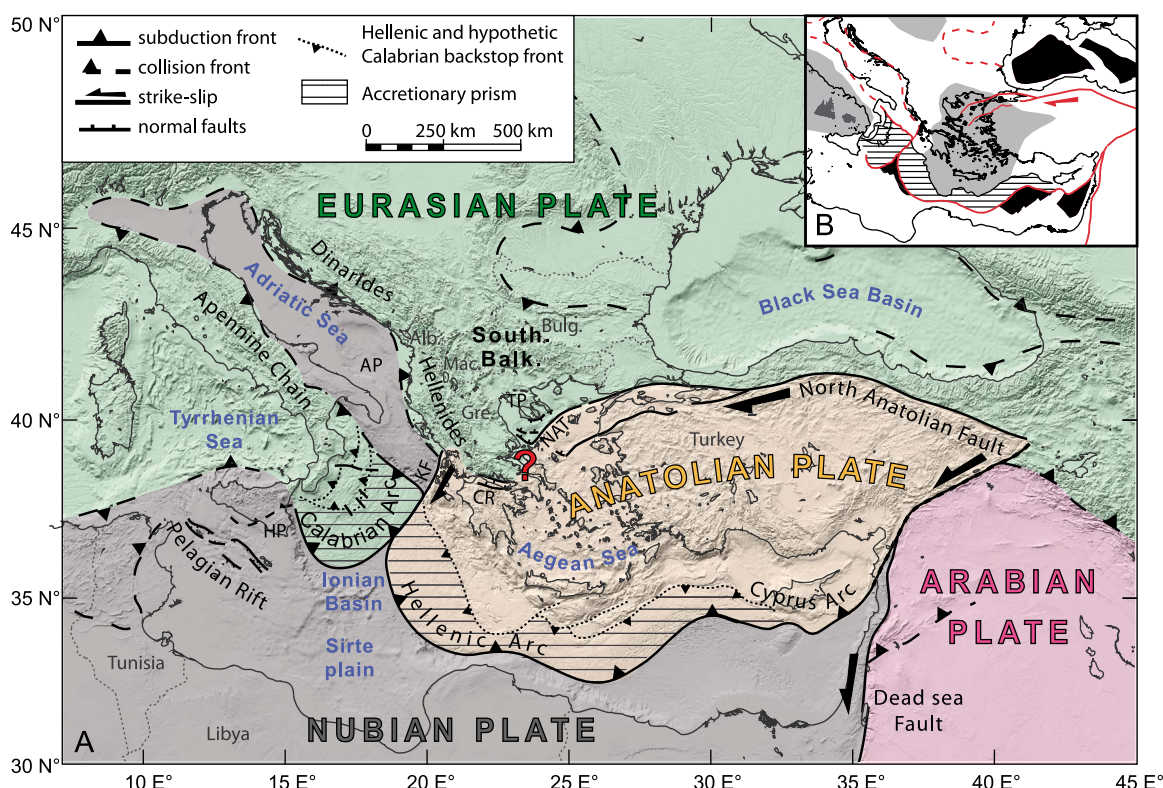 50 N°
45 N°
40 N°
35 N°
30 N°
subduction front
collision front
strike-slip
normal faults
Hellenic and hypothetic
Calabrian backstop front
Accretionary prism
0 250 km 500 km
B
EURASIAN PLATE
Adriatic Sea
Dinarides
Apennine Chain
Black Sea Basin
Bulg.
South.
Balk.
Alb.
Mac.
AP
Hellenides
Gre.
TP
Tyrrhenian
Sea
NAT
North Anatolian Fault
Turkey
?
ANATOLIAN PLATE
KF
CR
Calabrian Arc
HP
Pelagian Rift
Aegean Sea
Ionian
Basin
Hellenic Arc
Cyprus Arc
ARABIAN
PLATE
Sirte
plain
Tunisia
Dead sea
Fault
NUBIAN PLATE
Libya
A
10 E°
15 E°
20 E°
25 E°
30 E°
35 E°
40 E°
45 E°